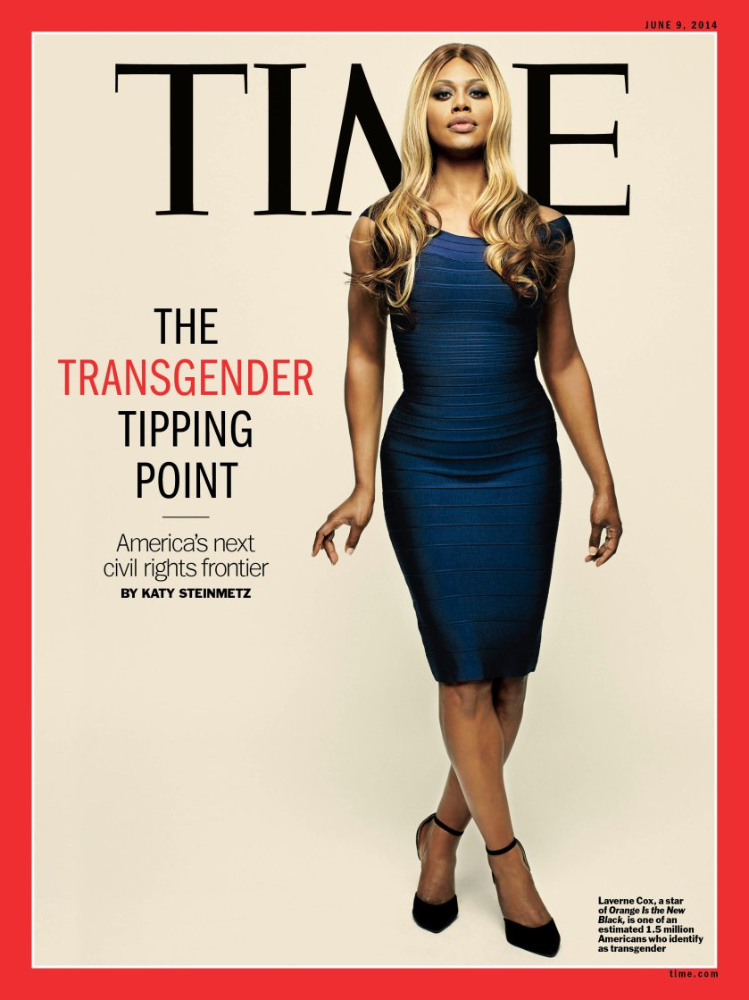 JUNE 9, 2014
TIME
THE
TRANSGENDER
TIPPING
POINT
America's next
civil rights frontier
BY KATY STEINMETZ
Laverne Cox, a star
of Orange Is the New
Black, is one of an
estimated 1.5 million
Americans who identify
as transgender
time.com